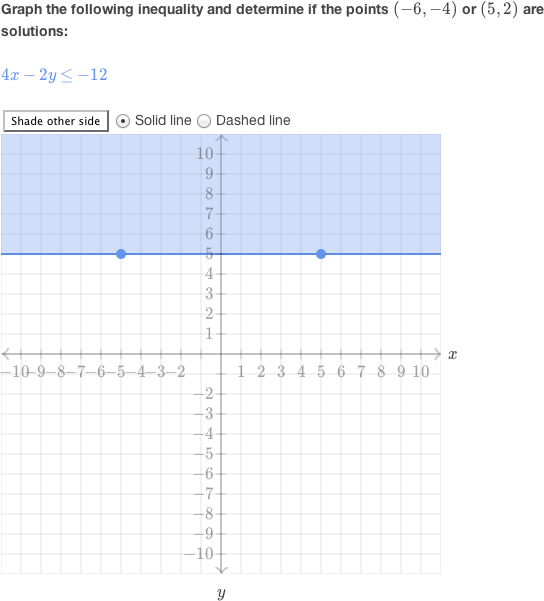 Graph the following inequality and determine if the points (−6, −4) or (5, 2) are
solutions:
4x − 2y ≤ −12
Shade other side Solid line Dashed line
10
9
8
7
6
5
4
3
2
1
x
−10 −9 −8 −7 −6 −5 −4 −3 −2 1 2 3 4 5 6 7 8 9 10
−2
−3
−4
−5
−6
−7
−8
−9
−10
y